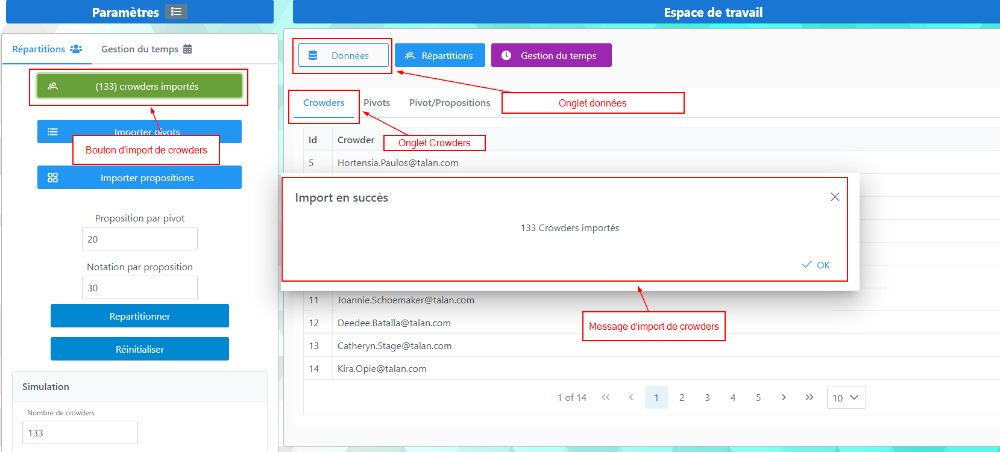 Paramètres
Espace de travail
Répartitions
Gestion du temps
(133) crowders importés
Importer pivots
Bouton d'import de crowders
Importer propositions
Proposition par pivot
20
Notation par proposition
30
Repartitionner
Réinitialiser
Simulation
Nombre de crowders
133
Données
Répartitions
Gestion du temps
Onglet données
Crowders
Pivots
Pivot/Propositions
Onglet Crowders
Id
Crowder
5
Hortensia.Paulos@talan.com
Import en succès
133 Crowders importés
OK
Message d'import de crowders
11
Joannie.Schoemaker@talan.com
12
Deedee.Batalla@talan.com
13
Catheryn.Stage@talan.com
14
Kira.Opie@talan.com
1 of 14
1
2
3
4
5
10